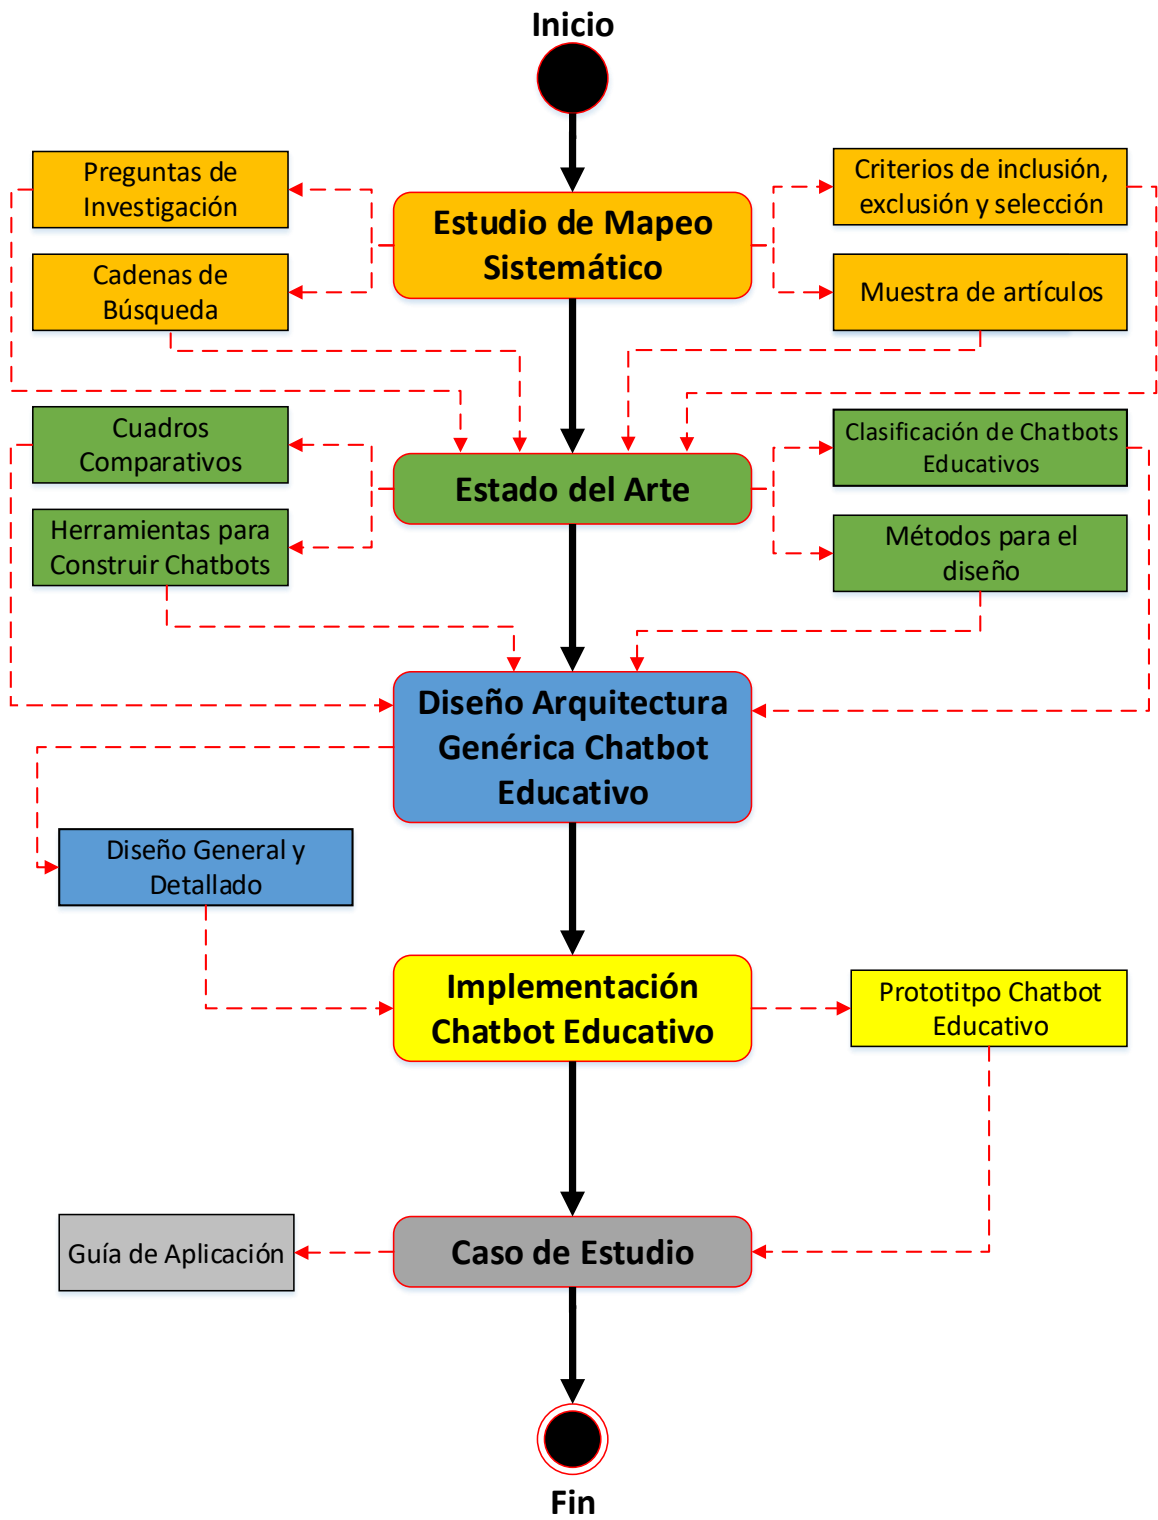 Inicio
Preguntas de
Investigación
Cadenas de
Búsqueda
Estudio de Mapeo
Sistemático
Criterios de inclusión,
exclusión y selección
Muestra de artículos
Cuadros
Comparativos
Herramientas para
Construir Chatbots
Estado del Arte
Clasificación de Chatbots
Educativos
Métodos para el
diseño
Diseño Arquitectura
Genérica Chatbot
Educativo
Diseño General y
Detallado
Implementación
Chatbot Educativo
Prototitpo Chatbot
Educativo
Guía de Aplicación
Caso de Estudio
Fin